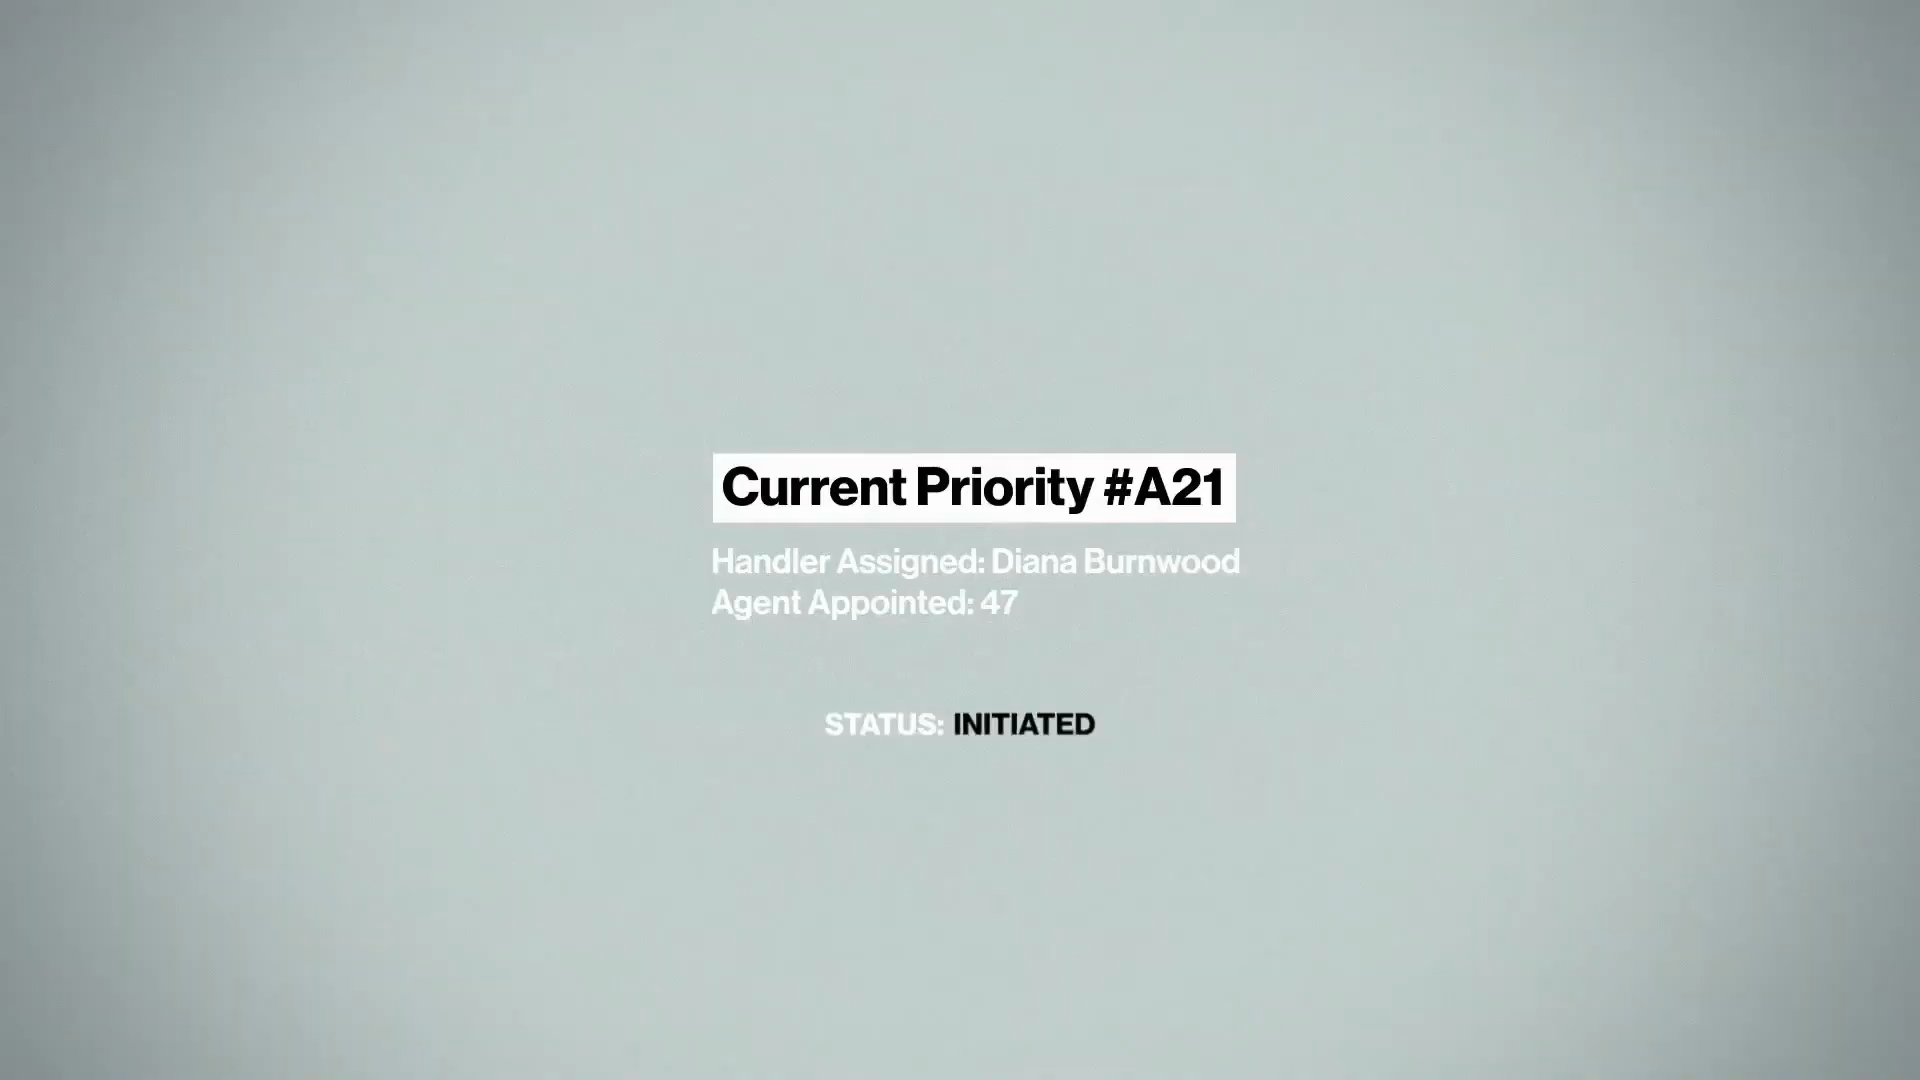 Current Priority #A21
Handler Assigned: Diana Burnwood
Agent Appointed: 47
STATUS: INITIATED